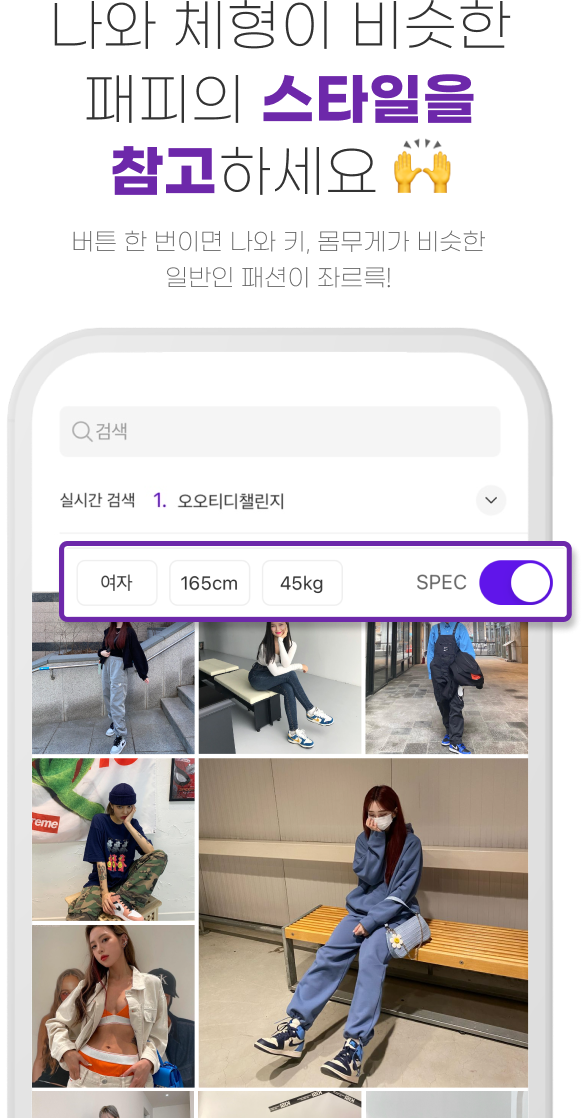 나와 체형이 비슷한
패피의 스타일을
참고하세요 🙌
버튼 한 번이면 나와 키, 몸무게가 비슷한
일반인 패션이 좌르륵!
검색
실시간 검색 1. 오오티디챌린지
여자 165cm 45kg SPEC
eme